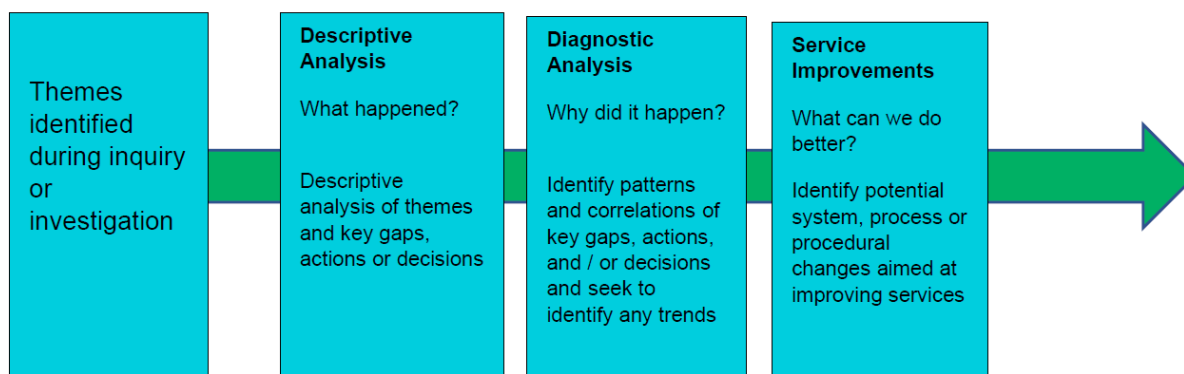 Themes
identified
during inquiry
or
investigation
Descriptive
Analysis
What happened?
Descriptive
analysis of themes
and key gaps,
actions or decisions
Diagnostic
Analysis
Why did it happen?
Identify patterns
and correlations of
key gaps, actions,
and / or decisions
and seek to
identify any trends
Service
Improvements
What can we do
better?
Identify potential
system, process or
procedural
changes aimed at
improving services